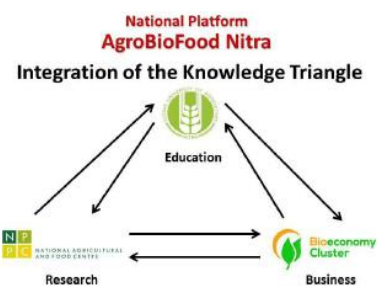 National Platform
AgroBioFood Nitra
Integration of the Knowledge Triangle
Education
N P
P C
NATIONAL AGRICULTURAL
AND FOOD CENTRE
Bioeconomy
Cluster
Research
Business